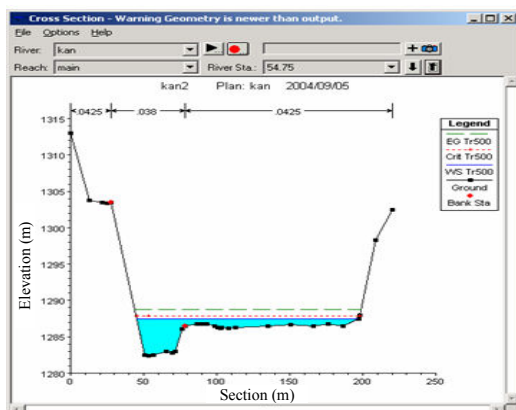 Cross Section - Warning Geometry is newer than output.
File Options Help
River: kan
Reach: main River Sta.: 54.75
kan2 Plan: kan 2004/09/05
.0425 .038 .0425
Legend
EG Tr500
Crit Tr500
WS Tr500
Ground
Bank Sta
1315
1310
1305
1300
1295
1290
1285
1280
Elevation (m)
0 50 100 150 200 250
Section (m)